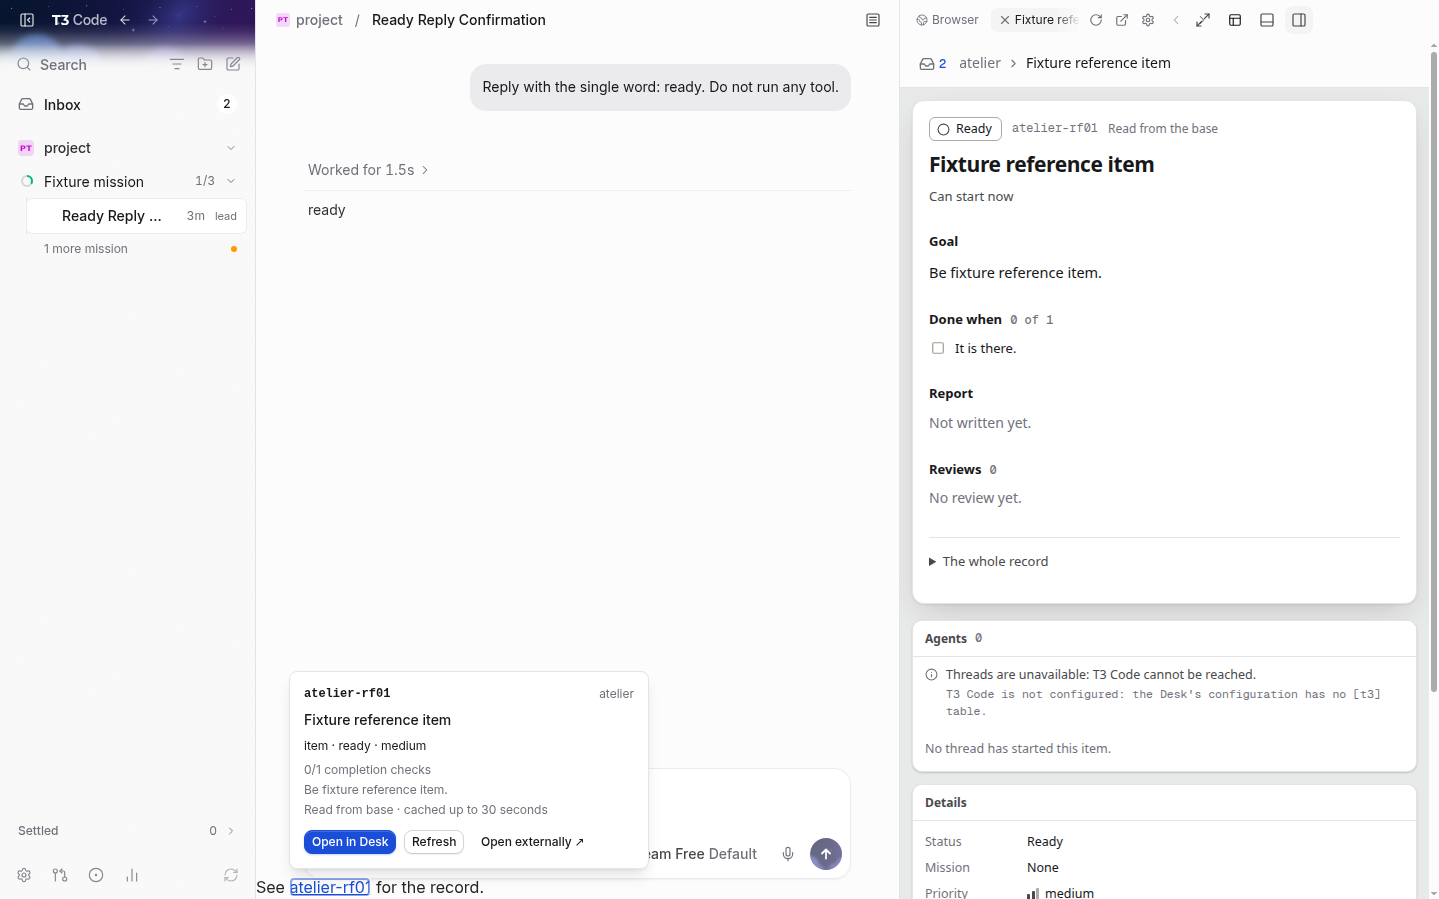 T3 Code
Search
Inbox
2
PT project
Fixture mission
1/3
Ready Reply ...
3m
lead
1 more mission
Settled
0
PT project / Ready Reply Confirmation
Reply with the single word: ready. Do not run any tool.
Worked for 1.5s
ready
atelier-rf01
atelier
Fixture reference item
item · ready · medium
0/1 completion checks
Be fixture reference item.
Read from base · cached up to 30 seconds
Open in Desk
Refresh
Open externally ↗
Free Default
See atelier-rf01 for the record.
Browser
Fixture
2 atelier > Fixture reference item
Ready
atelier-rf01
Read from the base
Fixture reference item
Can start now
Goal
Be fixture reference item.
Done when 0 of 1
It is there.
Report
Not written yet.
Reviews 0
No review yet.
The whole record
Agents 0
Threads are unavailable: T3 Code cannot be reached.
T3 Code is not configured: the Desk's configuration has no [t3]
table.
No thread has started this item.
Details
Status
Ready
Mission
None
Priority
medium